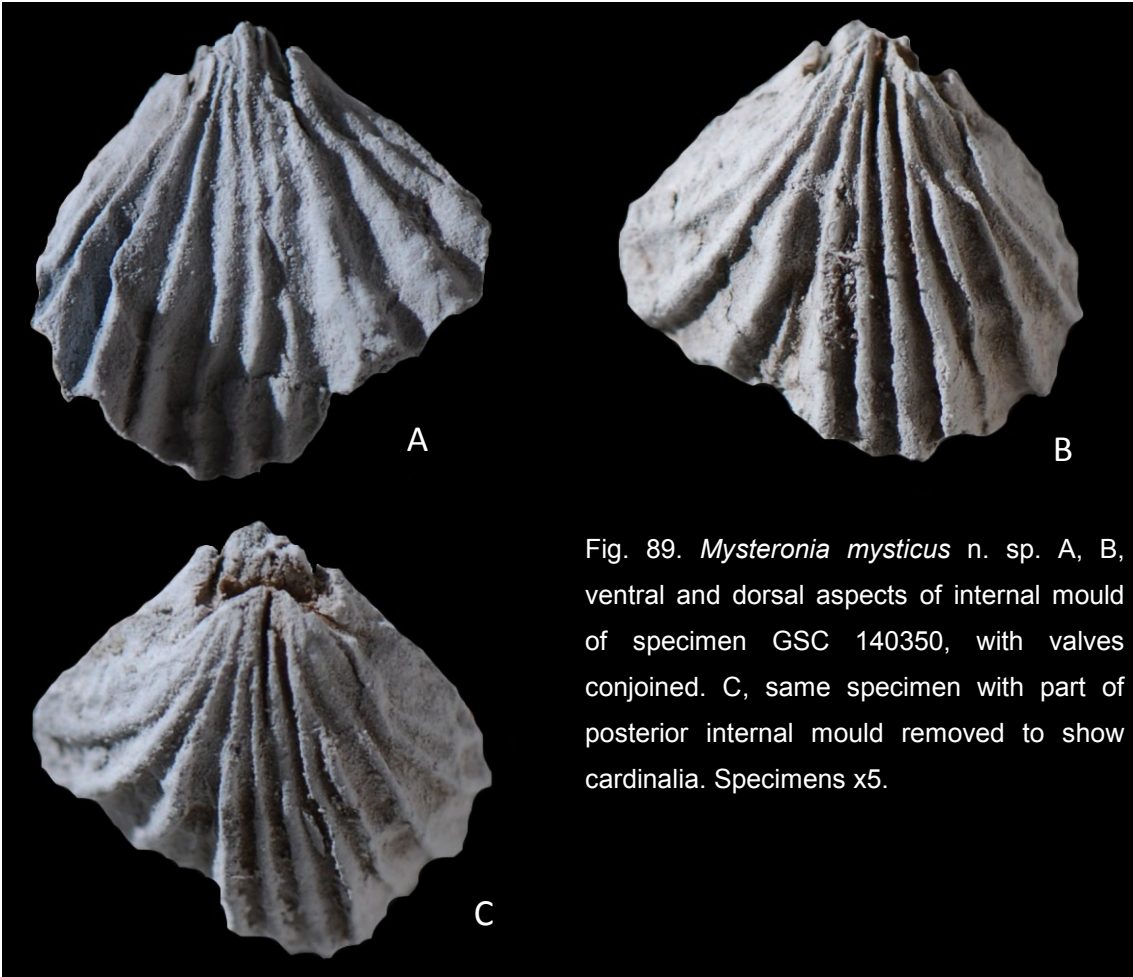 A
B
C
Fig. 89. Mysteronia mysticus n. sp. A, B,
ventral and dorsal aspects of internal mould
of specimen GSC 140350, with valves
conjoined. C, same specimen with part of
posterior internal mould removed to show
cardinalia. Specimens x5.